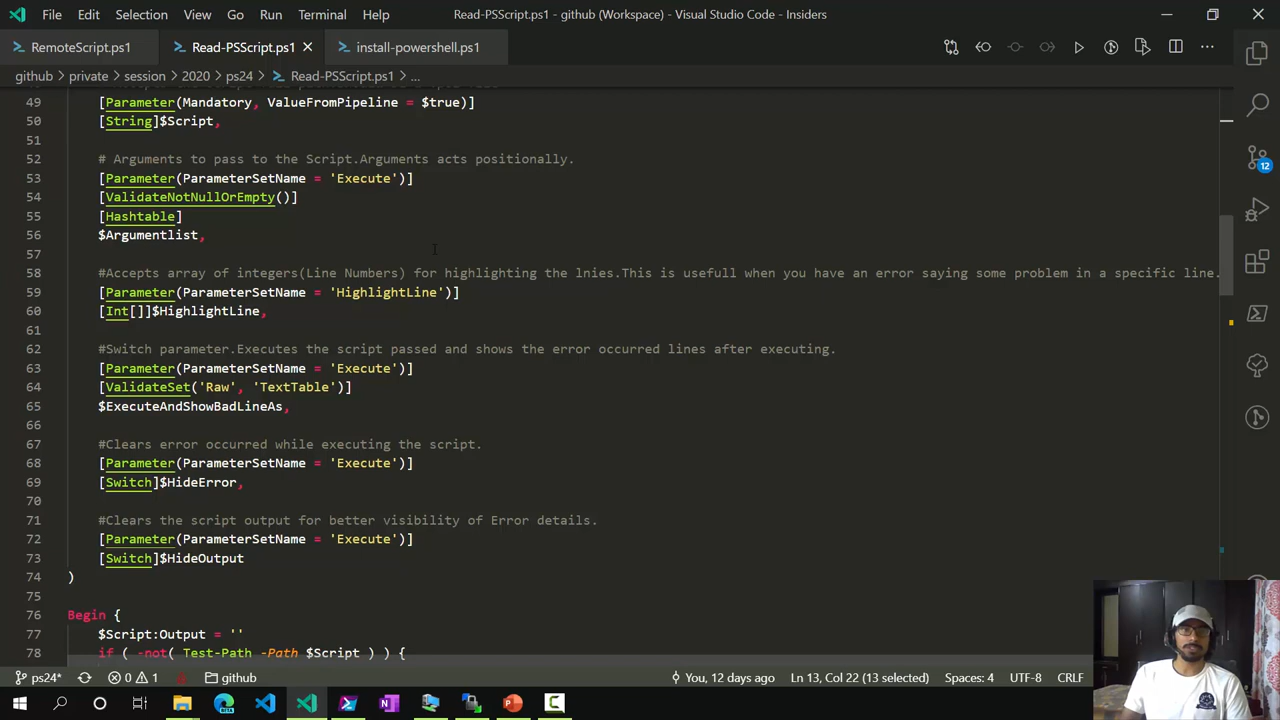 File Edit Selection View Go Run Terminal Help Read-PSScript.ps1 - github (Workspace) - Visual Studio Code - Insiders
RemoteScript.ps1 Read-PSScript.ps1 install-powershell.ps1
github > private > session > 2020 > ps24 > Read-PSScript.ps1 > ...
49 [Parameter(Mandatory, ValueFromPipeline = $true)]
50 [String]$Script,
51
52 # Arguments to pass to the Script.Arguments acts positionally.
53 [Parameter(ParameterSetName = 'Execute')]
54 [ValidateNotNullOrEmpty()]
55 [Hashtable]
56 $Argumentlist,
57
58 #Accepts array of integers(Line Numbers) for highlighting the lnies.This is usefull when you have an error saying some problem in a specific line.
59 [Parameter(ParameterSetName = 'HighlightLine')]
60 [Int[]]$HighlightLine,
61
62 #Switch parameter.Executes the script passed and shows the error occurred lines after executing.
63 [Parameter(ParameterSetName = 'Execute')]
64 [ValidateSet('Raw', 'TextTable')]
65 $ExecuteAndShowBadLineAs,
66
67 #Clears error occurred while executing the script.
68 [Parameter(ParameterSetName = 'Execute')]
69 [Switch]$HideError,
70
71 #Clears the script output for better visibility of Error details.
72 [Parameter(ParameterSetName = 'Execute')]
73 [Switch]$HideOutput
74 )
75
76 Begin {
77 $Script:Output = ''
78 if ( -not( Test-Path -Path $Script ) ) {
12
ps24* 0 1 github You, 12 days ago Ln 13, Col 22 (13 selected) Spaces: 4 UTF-8 CRLF